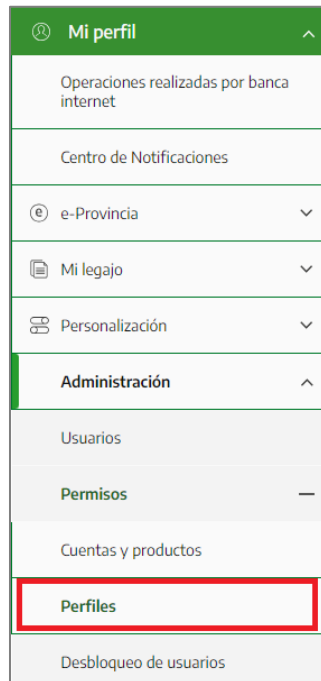 Mi perfil
Operaciones realizadas por banca
internet
Centro de Notificaciones
e e-Provincia
Mi legajo
Personalización
Administración
Usuarios
Permisos
Cuentas y productos
Perfiles
Desbloqueo de usuarios